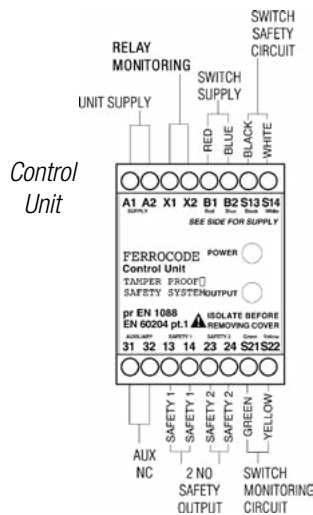 SWITCH
SAFETY
CIRCUIT
RELAY
MONITORING
SWITCH
SUPPLY
UNIT SUPPLY
RED
BLUE
BLACK
WHITE
Control
Unit
A1 A2 X1 X2 B1 B2 S13 S14
SUPPLY Red Blue Black White
SEE SIDE FOR SUPPLY
FERROCODE POWER
Control Unit
TAMPER PROOF
SAFETY SYSTEM OUTPUT
pr EN 1088 ISOLATE BEFORE
EN 60204 pt.1 REMOVING COVER
AUXILIARY SAFETY 1 SAFETY 2 Green Yellow
31 32 13 14 23 24 S21 S22
SAFETY 1
SAFETY 1
SAFETY 2
SAFETY 2
GREEN
YELLOW
AUX
NC
2 NO
SAFETY
OUTPUT
SWITCH
MONITORING
CIRCUIT